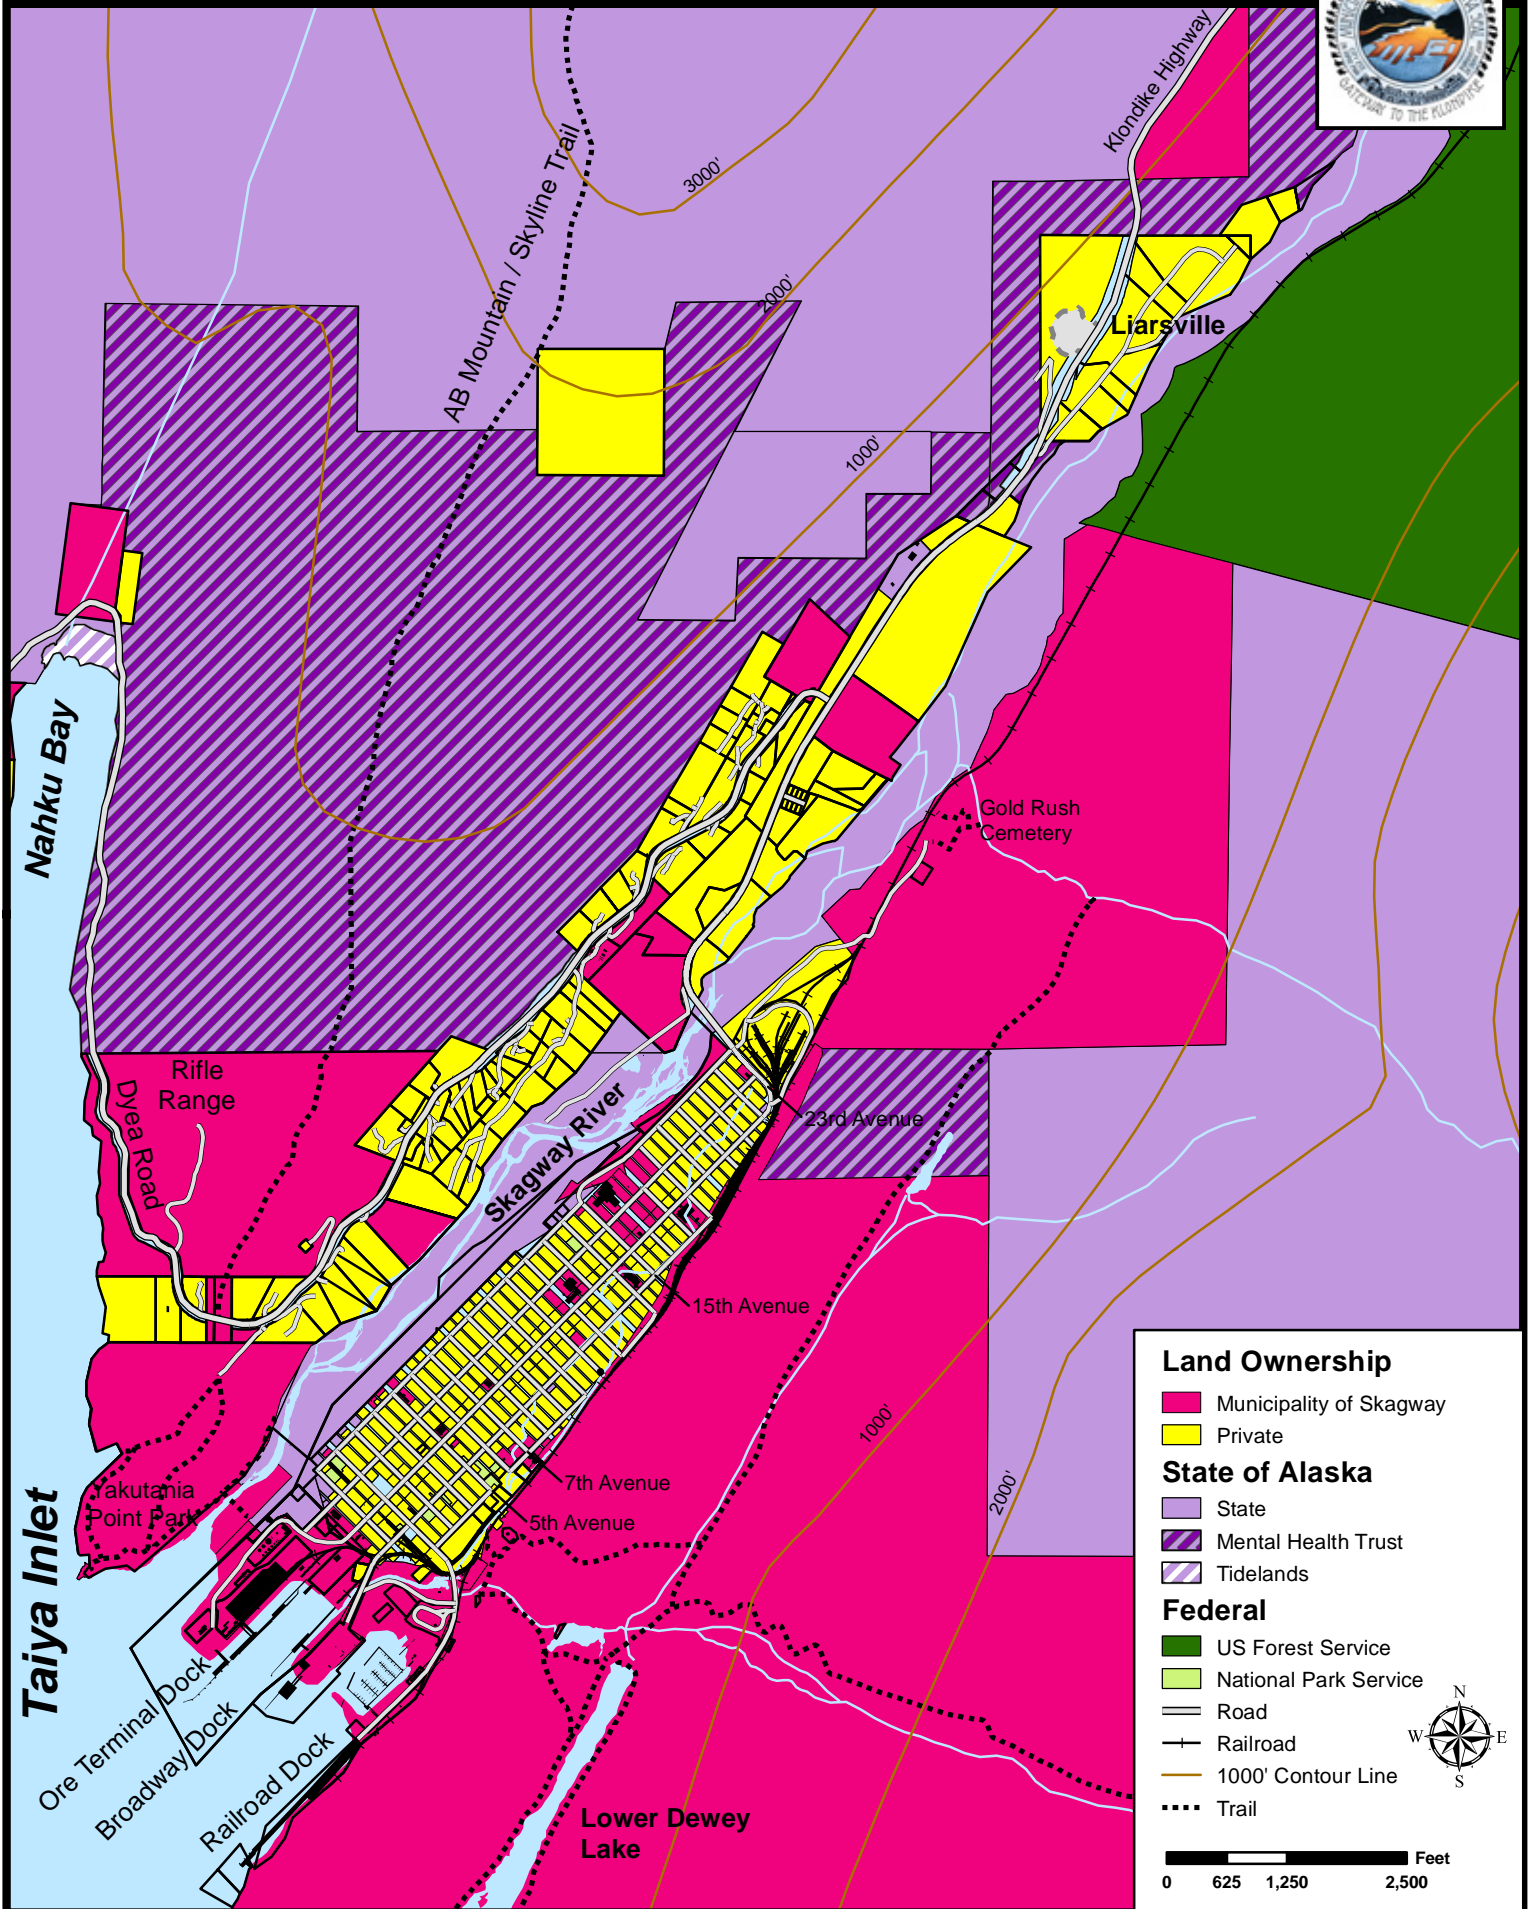 GATEWAY TO THE KLONDIKE
Klondike Highway
AB Mountain / Skyline Trail
3000'
2000'
1000'
Liarsville
Nahku Bay
Gold Rush
Cemetery
Rifle
Range
Dyea Road
23rd Avenue
Skagway River
15th Avenue
1000'
2000'
7th Avenue
5th Avenue
Yakutania
Point Park
Taiya Inlet
Ore Terminal Dock
Broadway Dock
Railroad Dock
Lower Dewey
Lake
Land Ownership
Municipality of Skagway
Private
State of Alaska
State
Mental Health Trust
Tidelands
Federal
US Forest Service
National Park Service
Road
Railroad
1000' Contour Line
Trail
N
W
E
S
Feet
0 625 1,250 2,500